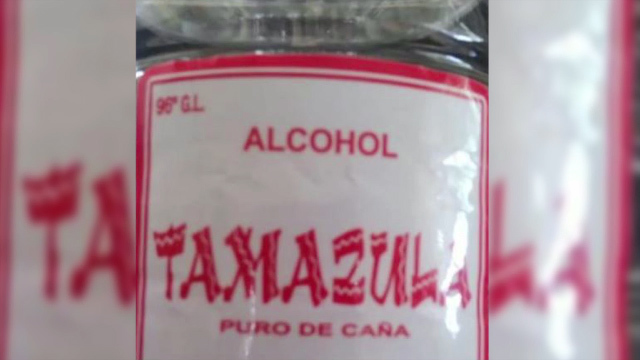 96° G.L.
ALCOHOL
TAMAZULA
PURO DE CAÑA